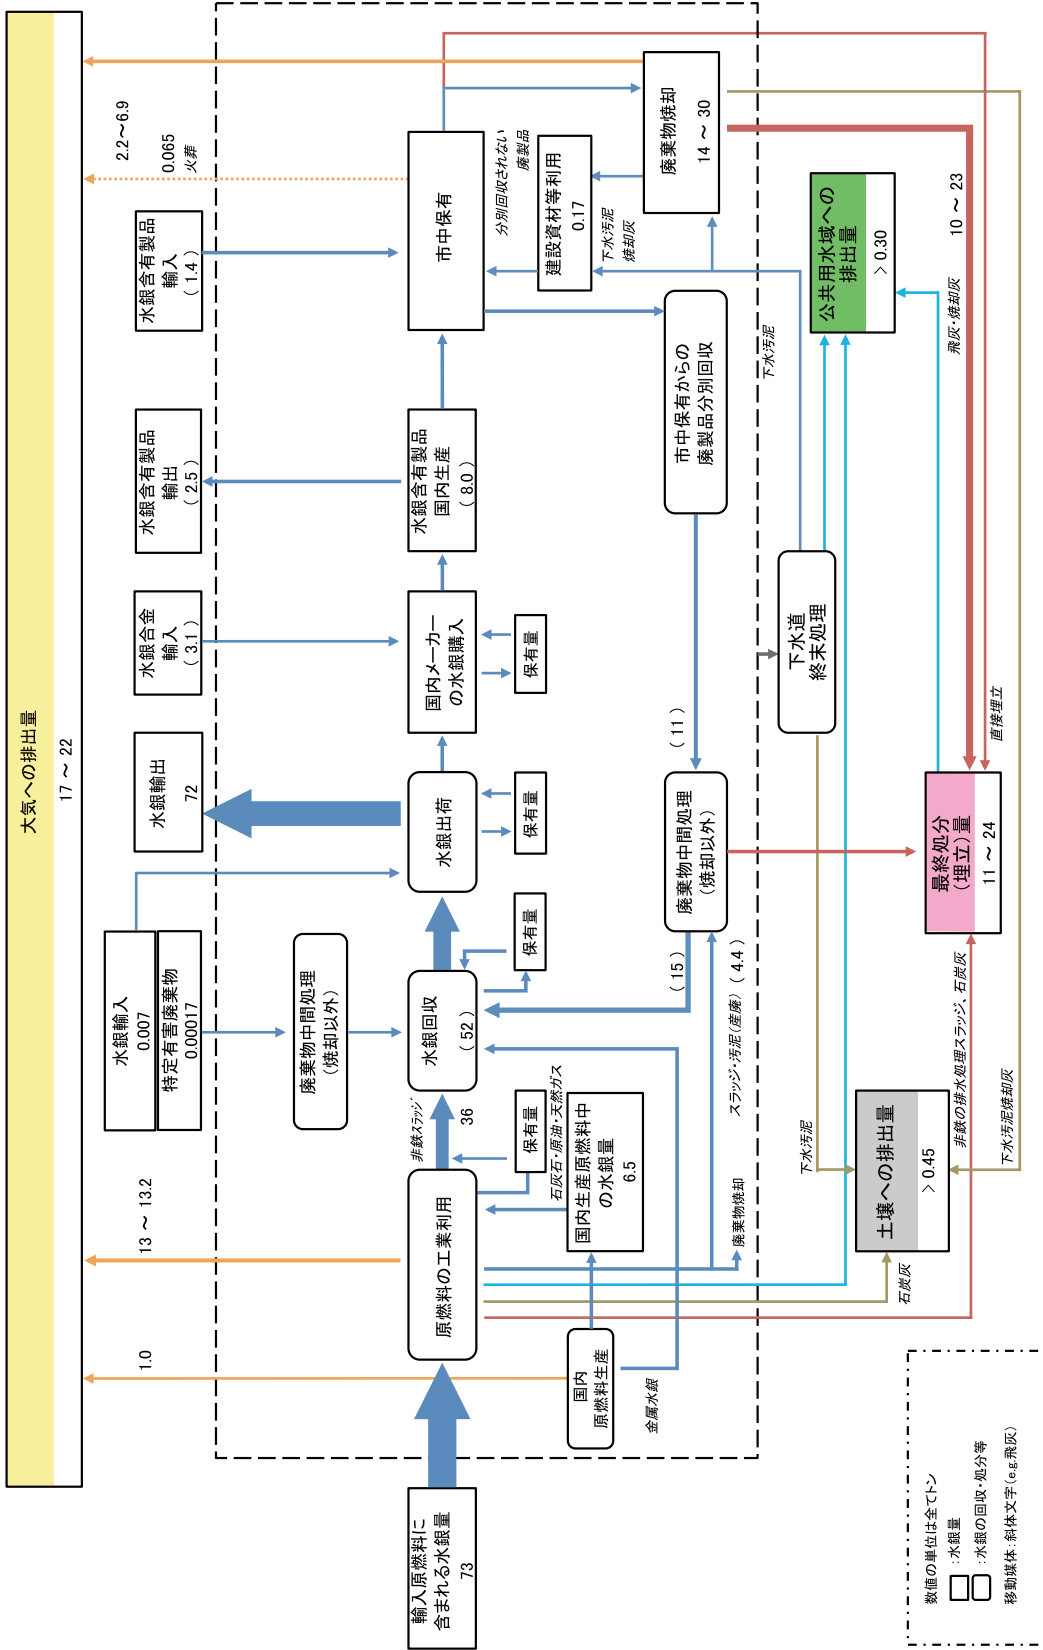 大気への排出量
17 ～ 22
1.0
13 ～ 13.2
2.2～6.9
0.065
火葬
水銀輸入
0.007
特定有害廃棄物
0.00017
水銀輸出
72
水銀合金
輸入
( 3.1 )
水銀含有製品
輸出
( 2.5 )
水銀含有製品
輸入
( 1.4 )
廃棄物中間処理
(焼却以外)
輸入原燃料に
含まれる水銀量
73
原燃料の工業利用
非鉄スラッジ
36
水銀回収
( 52 )
水銀出荷
国内メーカー
の水銀購入
水銀含有製品
国内生産
( 8.0 )
市中保有
保有量
保有量
保有量
保有量
分別回収されない
廃製品
石灰石・原油・天然ガス
国内生産原燃料中
の水銀量
6.5
国内
原燃料生産
金属水銀
建設資材等利用
0.17
下水汚泥
焼却灰
廃棄物焼却
14 ～ 30
市中保有からの
廃製品分別回収
( 11 )
廃棄物中間処理
(焼却以外)
( 15 )
スラッジ・汚泥(産廃) ( 4.4 )
廃棄物焼却
下水汚泥
下水道
終末処理
下水汚泥
公共用水域への
排出量
> 0.30
10 ～ 23
飛灰・焼却灰
直接埋立
最終処分
(埋立)量
11 ～ 24
非鉄の排水処理スラッジ、石炭灰
土壌への排出量
> 0.45
石炭灰
下水汚泥焼却灰
数値の単位は全てトン
:水銀量
:水銀の回収・処分等
移動媒体:斜体文字(e.g.飛灰)